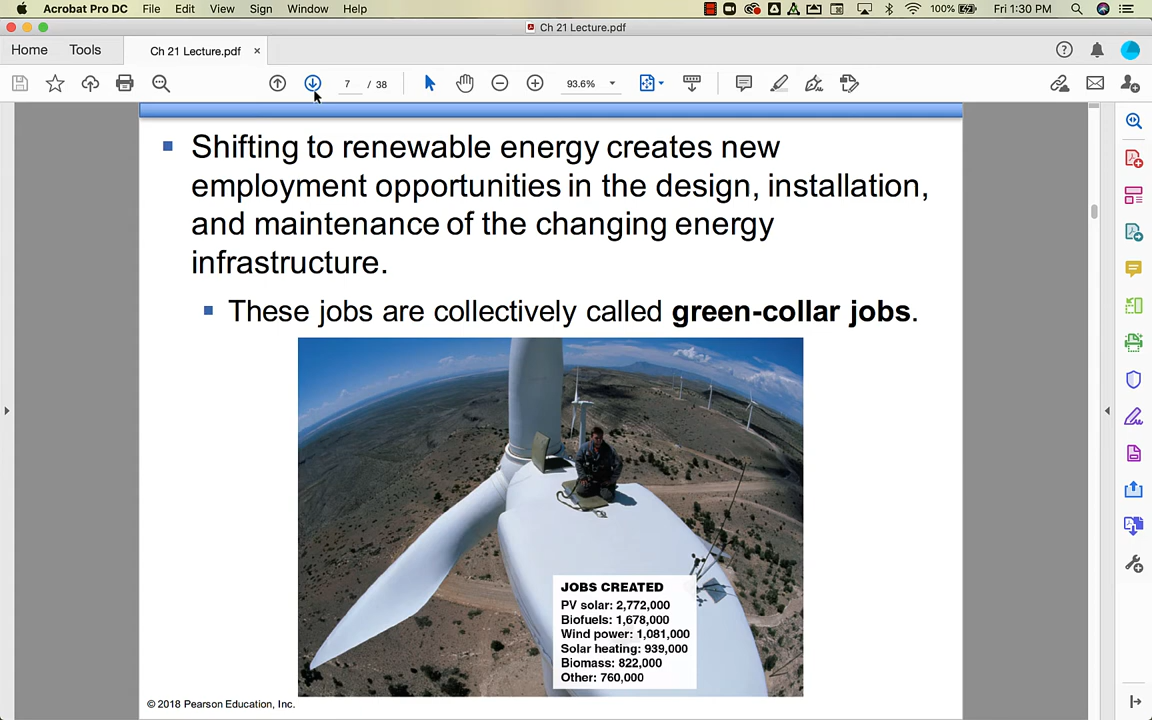 Acrobat Pro DC File Edit View Sign Window Help 100% Fri 1:30 PM
Ch 21 Lecture.pdf
Home Tools Ch 21 Lecture.pdf ×
7 / 38 93.6%
Shifting to renewable energy creates new
employment opportunities in the design, installation,
and maintenance of the changing energy
infrastructure.
These jobs are collectively called green-collar jobs.
JOBS CREATED
PV solar: 2,772,000
Biofuels: 1,678,000
Wind power: 1,081,000
Solar heating: 939,000
Biomass: 822,000
Other: 760,000
© 2018 Pearson Education, Inc.